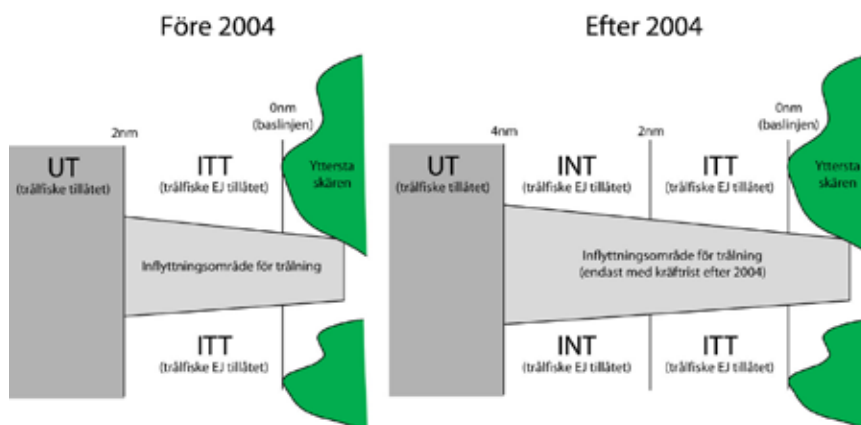 Före 2004
0nm
(baslinjen)
2nm
UT
(trålfiske tillåtet)
ITT
(trålfiske EJ tillåtet)
Yttersta
skären
Inflyttningsområde för trålning
ITT
(trålfiske EJ tillåtet)
Efter 2004
0nm
(baslinjen)
4nm
2nm
UT
(trålfiske tillåtet)
INT
(trålfiske EJ tillåtet)
ITT
(trålfiske EJ tillåtet)
Yttersta
skären
Inflyttningsområde för trålning
(endast med kräftrist efter 2004)
INT
(trålfiske EJ tillåtet)
ITT
(trålfiske EJ tillåtet)